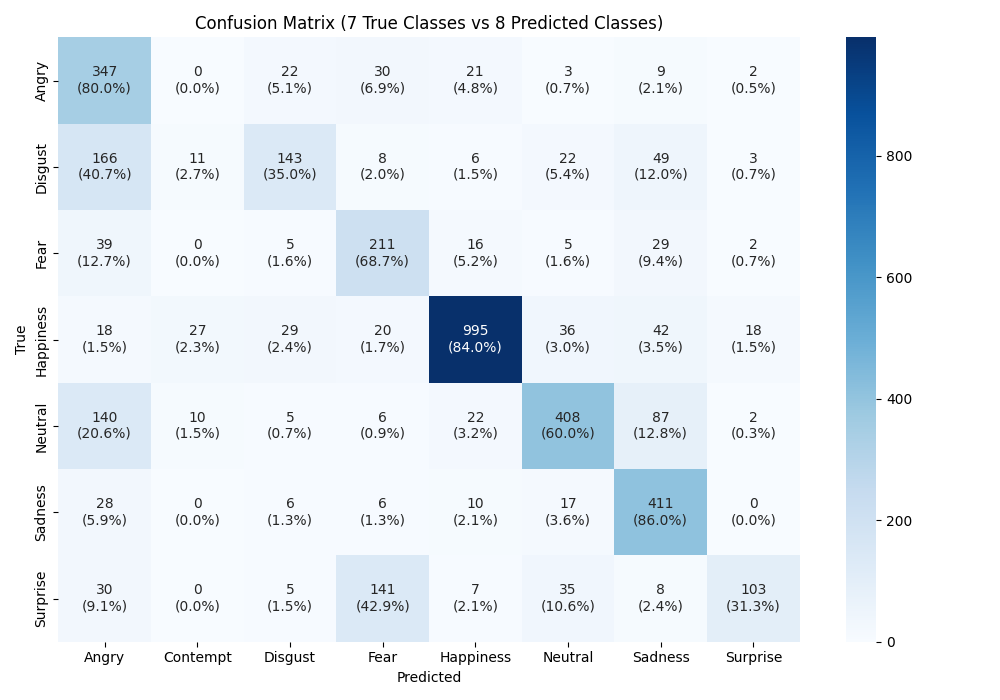 Confusion Matrix (7 True Classes vs 8 Predicted Classes)
True
Angry
347 0 22 30 21 3 9 2
(80.0%) (0.0%) (5.1%) (6.9%) (4.8%) (0.7%) (2.1%) (0.5%)
Disgust
166 11 143 8 6 22 49 3
(40.7%) (2.7%) (35.0%) (2.0%) (1.5%) (5.4%) (12.0%) (0.7%)
Fear
39 0 5 211 16 5 29 2
(12.7%) (0.0%) (1.6%) (68.7%) (5.2%) (1.6%) (9.4%) (0.7%)
Happiness
18 27 29 20 995 36 42 18
(1.5%) (2.3%) (2.4%) (1.7%) (84.0%) (3.0%) (3.5%) (1.5%)
Neutral
140 10 5 6 22 408 87 2
(20.6%) (1.5%) (0.7%) (0.9%) (3.2%) (60.0%) (12.8%) (0.3%)
Sadness
28 0 6 6 10 17 411 0
(5.9%) (0.0%) (1.3%) (1.3%) (2.1%) (3.6%) (86.0%) (0.0%)
Surprise
30 0 5 141 7 35 8 103
(9.1%) (0.0%) (1.5%) (42.9%) (2.1%) (10.6%) (2.4%) (31.3%)
Angry Contempt Disgust Fear Happiness Neutral Sadness Surprise
Predicted
800
600
400
200
0